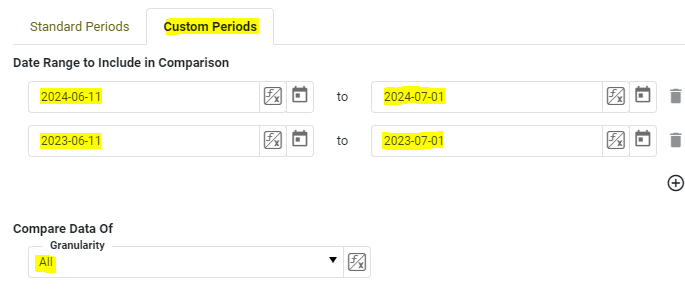 Standard Periods Custom Periods
Date Range to Include in Comparison
2024-06-11 to 2024-07-01
2023-06-11 to 2023-07-01
Compare Data Of
Granularity
All